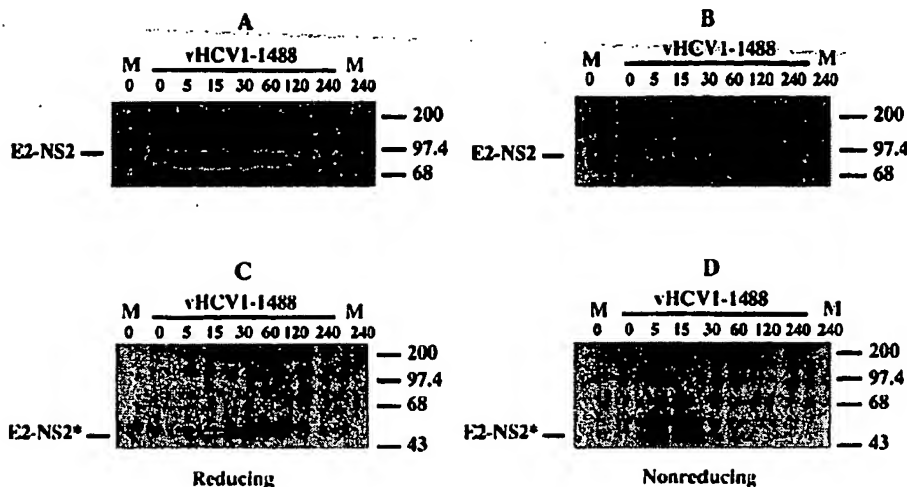 A
vHCV1-1488
M M
0 0 5 15 30 60 120 240 240
200
E2-NS2
97.4
68
B
vHCV1-1488
M M
0 0 5 15 30 60 120 240 240
200
E2-NS2
97.4
68
C
vHCV1-1488
M M
0 0 5 15 30 60 120 240 240
200
97.4
68
E2-NS2*
43
Reducing
D
vHCV1-1488
M M
0 0 5 15 30 60 120 240 240
200
97.4
68
E2-NS2*
43
Nonreducing